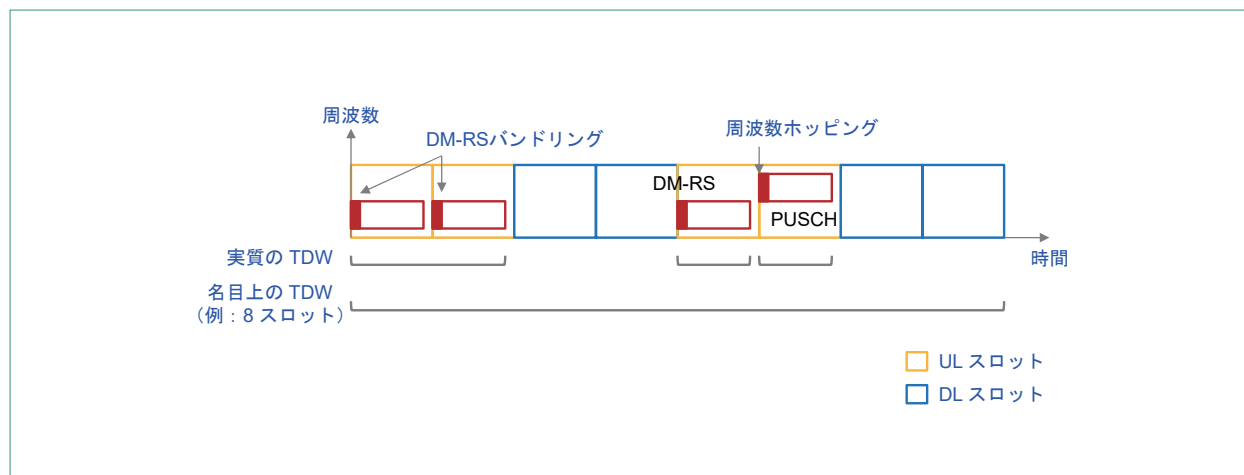 周波数
DM-RSバンドリング
周波数ホッピング
DM-RS
PUSCH
実質の TDW
時間
名目上の TDW
（例：8 スロット）
UL スロット
DL スロット